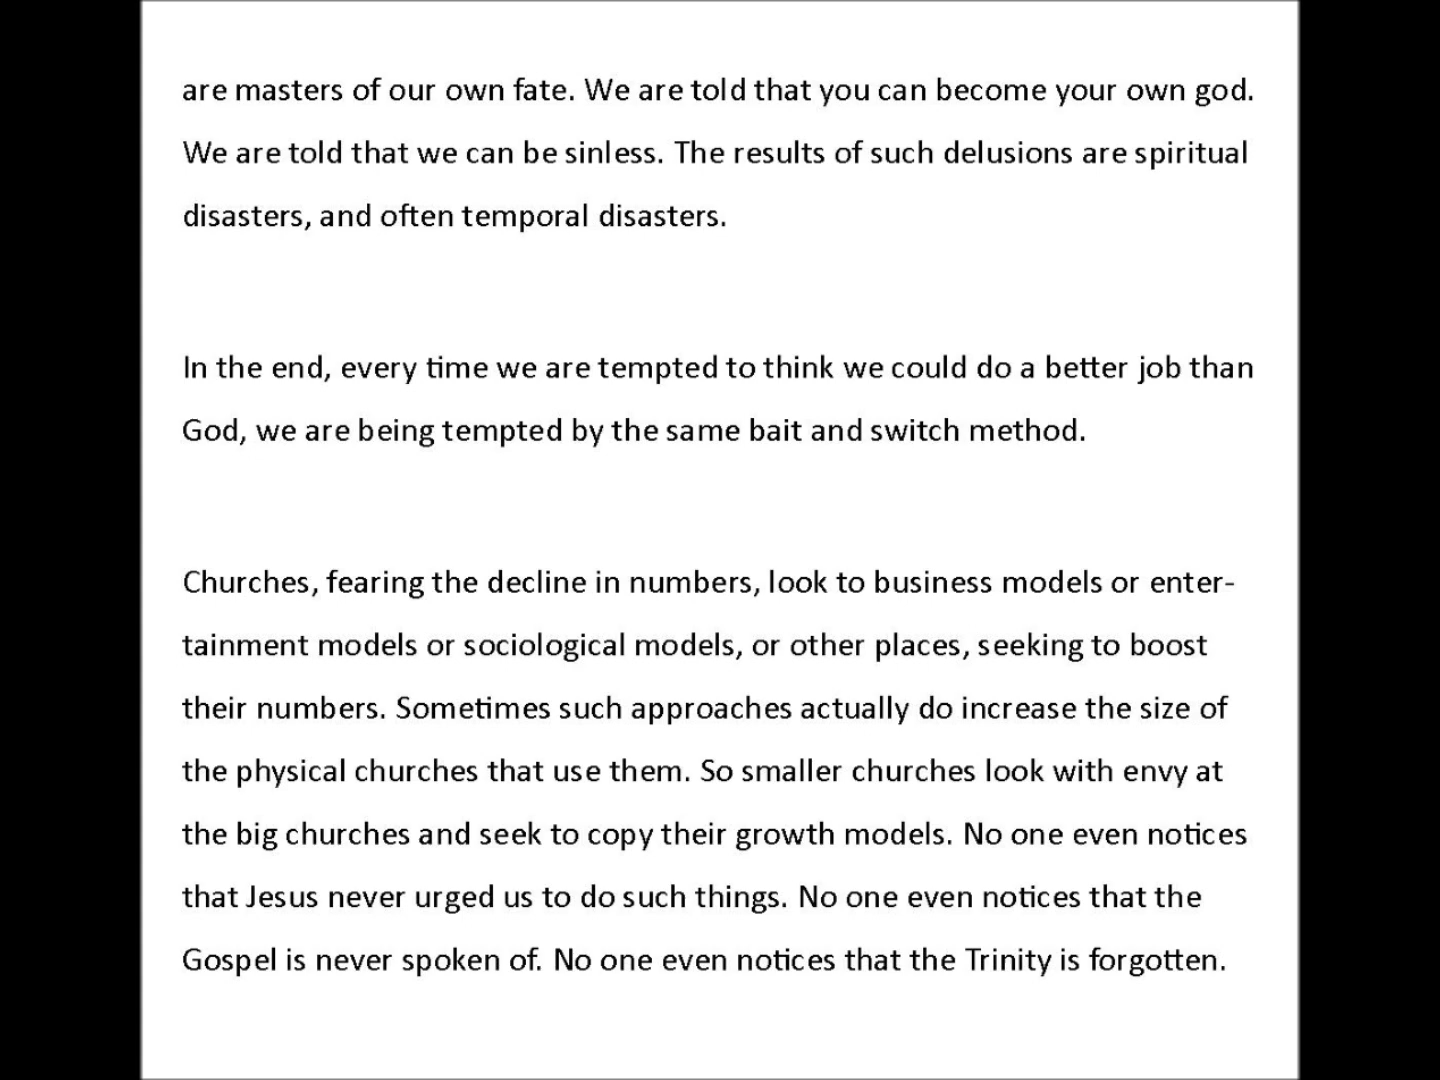 are masters of our own fate. We are told that you can become your own god.
We are told that we can be sinless. The results of such delusions are spiritual
disasters, and often temporal disasters.
In the end, every time we are tempted to think we could do a better job than
God, we are being tempted by the same bait and switch method.
Churches, fearing the decline in numbers, look to business models or enter-
tainment models or sociological models, or other places, seeking to boost
their numbers. Sometimes such approaches actually do increase the size of
the physical churches that use them. So smaller churches look with envy at
the big churches and seek to copy their growth models. No one even notices
that Jesus never urged us to do such things. No one even notices that the
Gospel is never spoken of. No one even notices that the Trinity is forgotten.